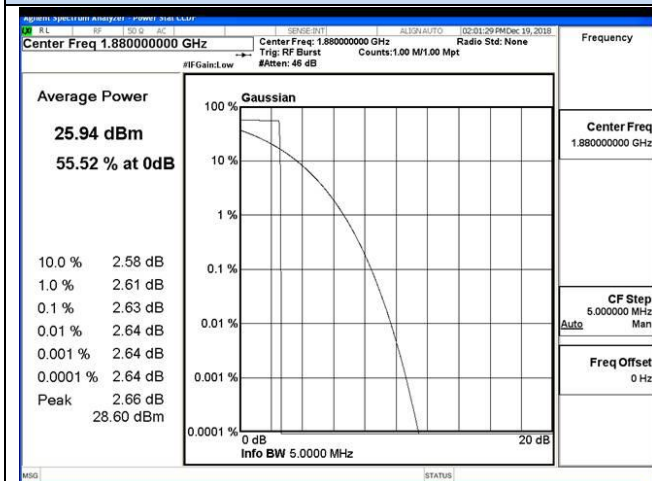 Agilent Spectrum Analyzer - Power Stat CCDF
RL RF 50 Ω AC SENSE:INT ALIGN AUTO 02:01:29 PM Dec 19, 2018
Center Freq 1.880000000 GHz
Center Freq: 1.880000000 GHz Radio Std: None
Trig: RF Burst Counts:1.00 M/1.00 Mpt
#IFGain:Low #Atten: 46 dB
Frequency
Average Power
25.94 dBm
55.52 % at 0dB
10.0 % 2.58 dB
1.0 % 2.61 dB
0.1 % 2.63 dB
0.01 % 2.64 dB
0.001 % 2.64 dB
0.0001 % 2.64 dB
Peak 2.66 dB
28.60 dBm
Gaussian
100 %
10 %
1 %
0.1 %
0.01 %
0.001 %
0.0001 %
0 dB 20 dB
Info BW 5.0000 MHz
Center Freq
1.880000000 GHz
CF Step
5.000000 MHz
Auto Man
Freq Offset
0 Hz
MSG STATUS